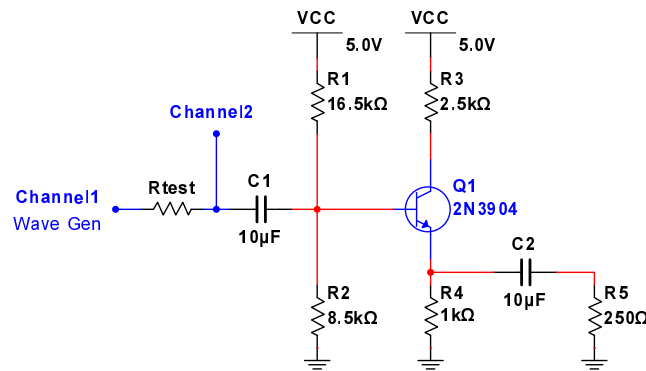 VCC
5.0V
VCC
5.0V
R1
16.5kΩ
R3
2.5kΩ
Channel2
Channel1
Wave Gen
Rtest
C1
10µF
Q1
2N3904
C2
10µF
R2
8.5kΩ
R4
1kΩ
R5
250Ω